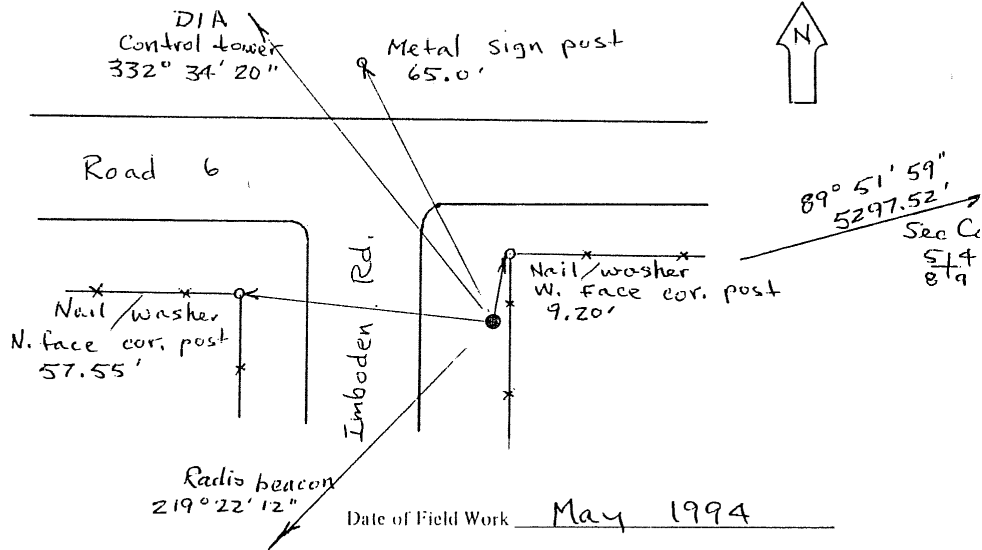 DIA
Control tower
332° 34' 20"
Metal sign post
65.0'
N
Road 6
89° 51' 59"
5297.52'
Sec
5 4
8 9
Nail/washer
W. face cor. post
9.20'
Nail/washer
N. face cor. post
57.55'
Imboden Rd.
Radio beacon
219° 22' 12"
Date of Field Work May 1994